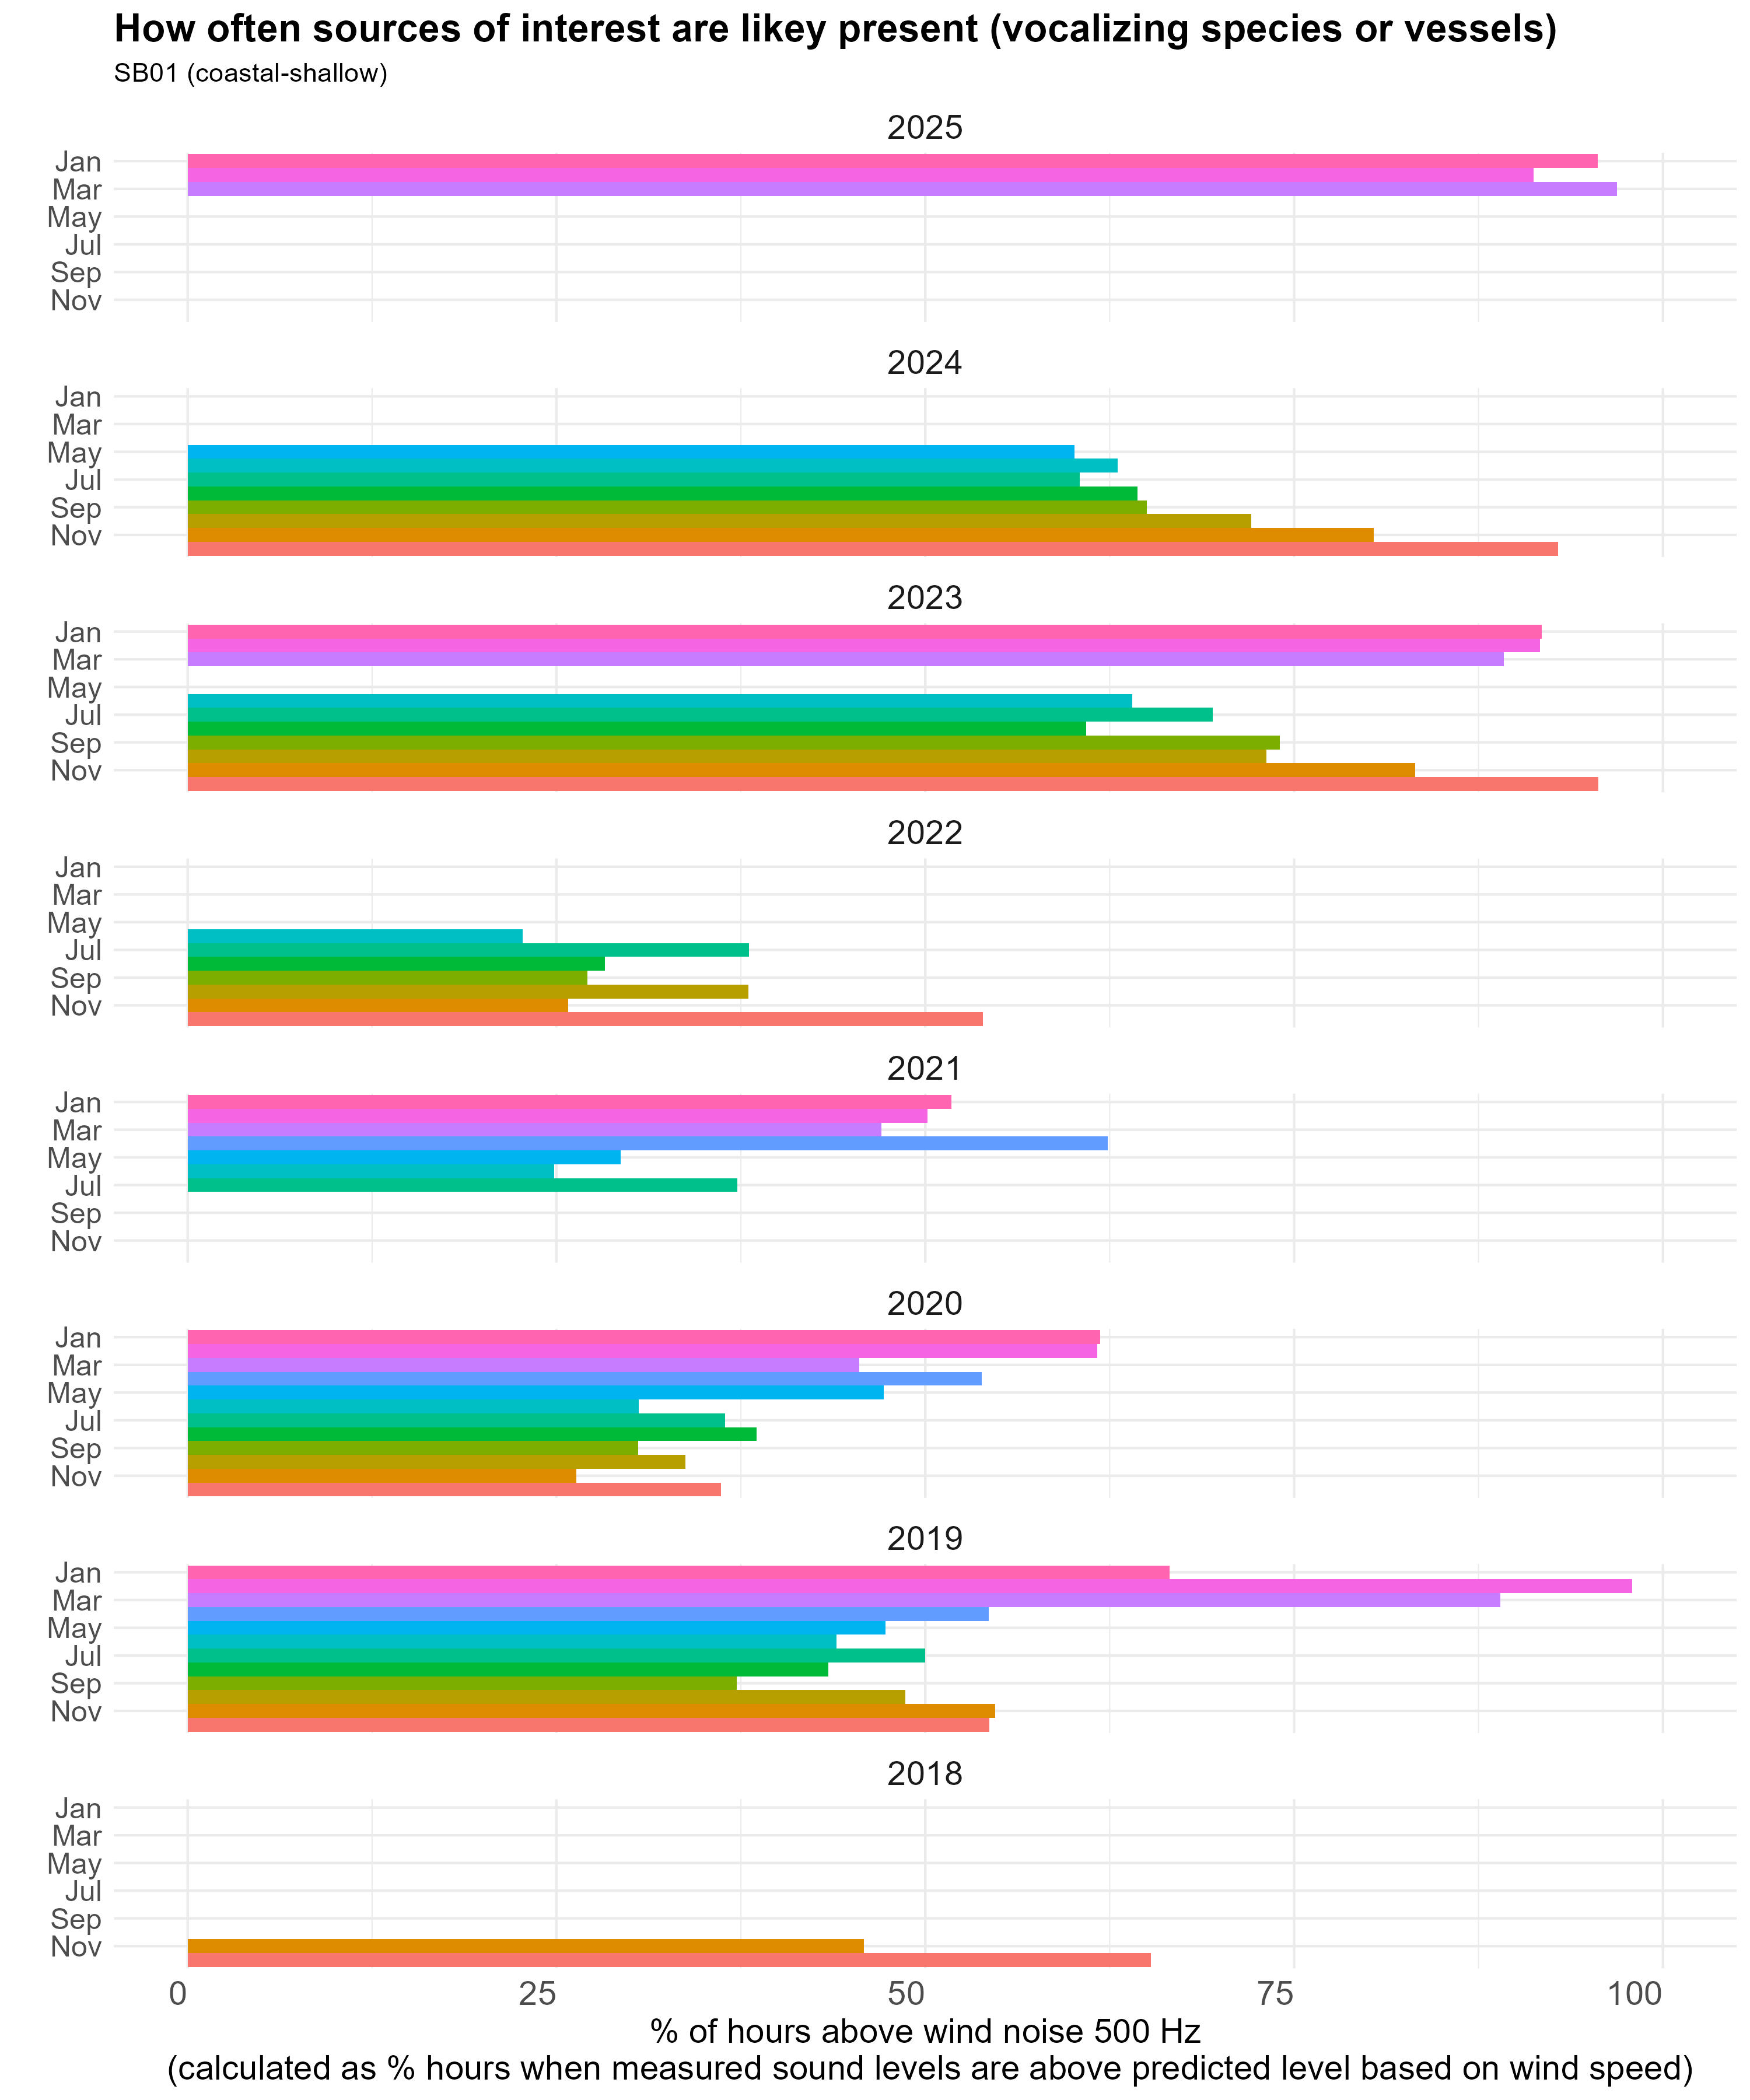 How often sources of interest are likey present (vocalizing species or vessels)
SB01 (coastal-shallow)
2025
Jan
Mar
May
Jul
Sep
Nov
2024
Jan
Mar
May
Jul
Sep
Nov
2023
Jan
Mar
May
Jul
Sep
Nov
2022
Jan
Mar
May
Jul
Sep
Nov
2021
Jan
Mar
May
Jul
Sep
Nov
2020
Jan
Mar
May
Jul
Sep
Nov
2019
Jan
Mar
May
Jul
Sep
Nov
2018
Jan
Mar
May
Jul
Sep
Nov
0 25 50 75 100
% of hours above wind noise 500 Hz
(calculated as % hours when measured sound levels are above predicted level based on wind speed)